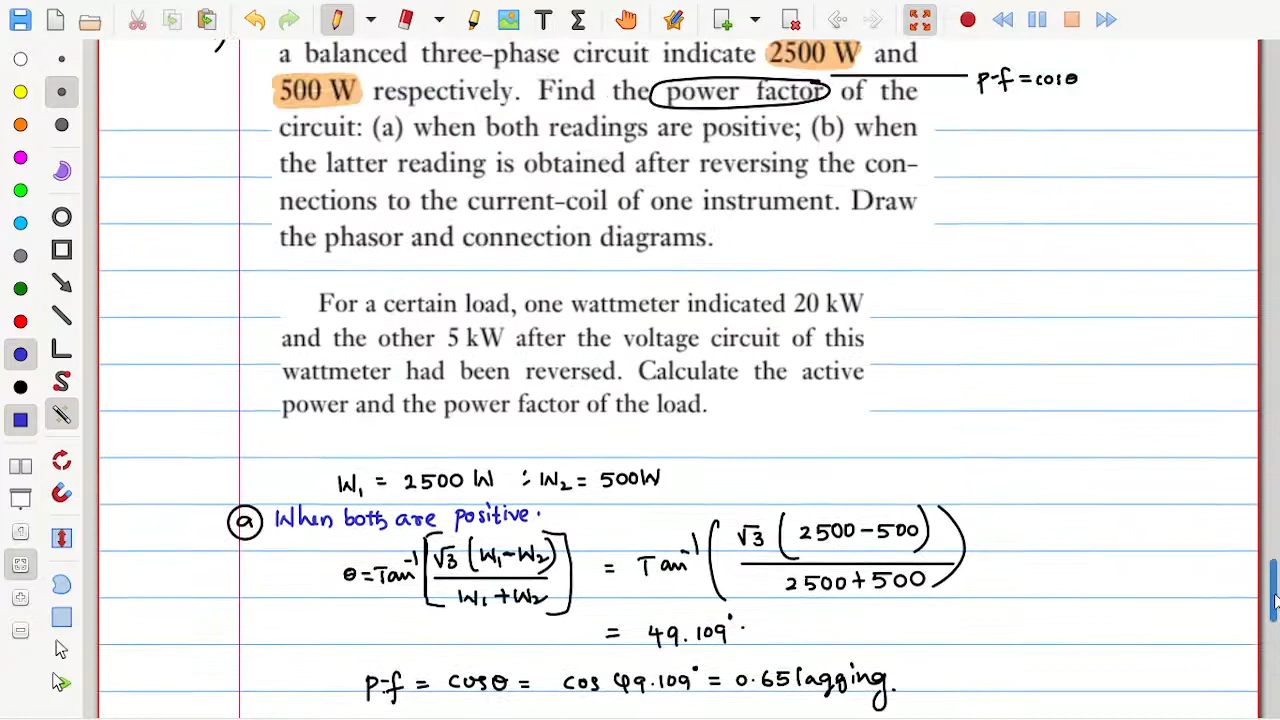 a balanced three-phase circuit indicate 2500 W and
500 W respectively. Find the power factor of the
p.f = cosθ
circuit: (a) when both readings are positive; (b) when
the latter reading is obtained after reversing the con-
nections to the current-coil of one instrument. Draw
the phasor and connection diagrams.
For a certain load, one wattmeter indicated 20 kW
and the other 5 kW after the voltage circuit of this
wattmeter had been reversed. Calculate the active
power and the power factor of the load.
W₁ = 2500 W : W₂ = 500W
(a) When both are positive.
θ = Tan⁻¹ [√3 (W₁-W₂) / W₁+W₂] = Tan⁻¹ (√3 (2500-500) / 2500+500)
= 49.109°.
p.f = cosθ = cos 49.109° = 0.65 lagging.